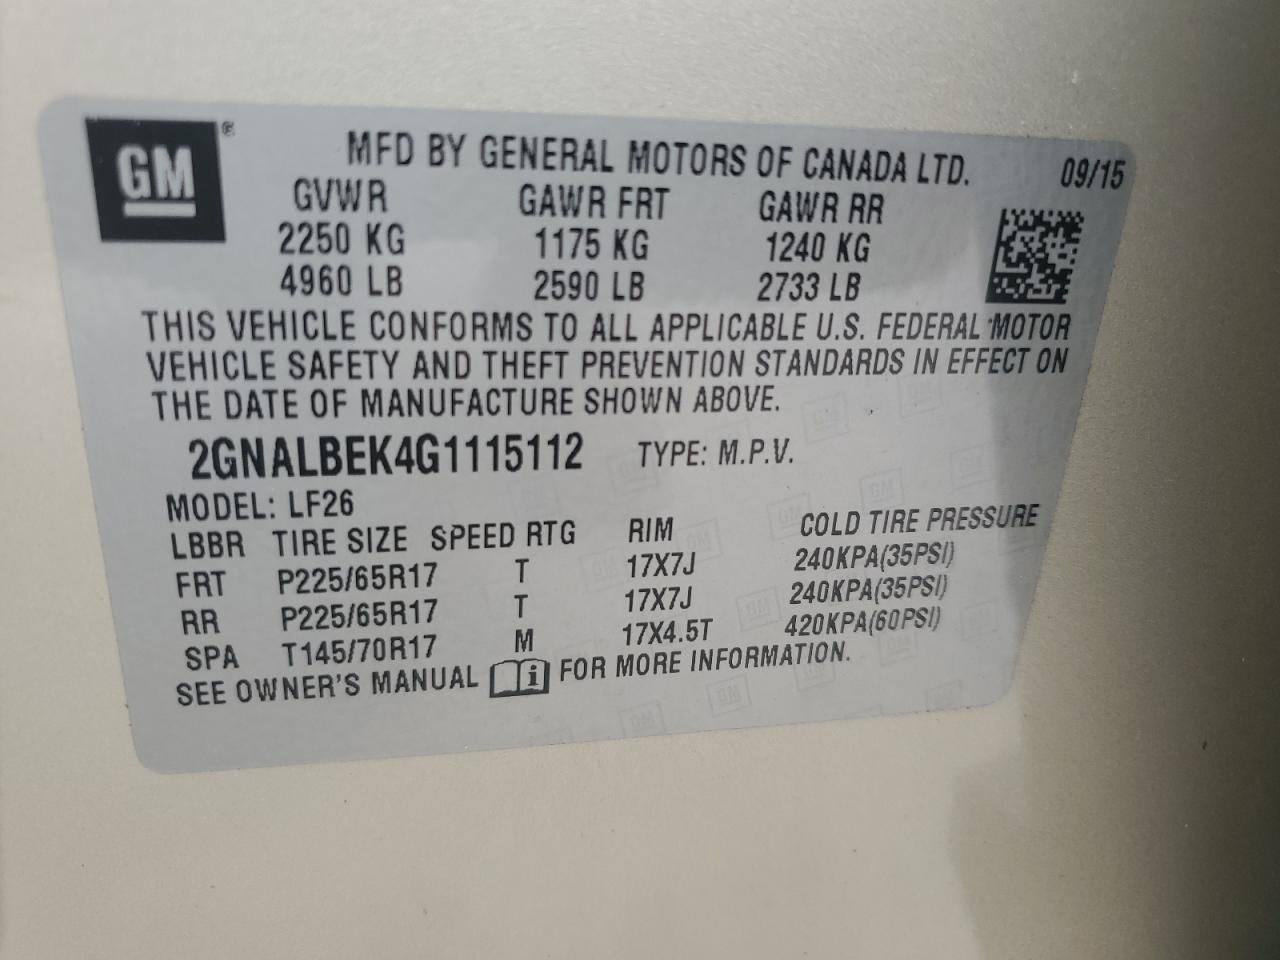 GM ®
MFD BY GENERAL MOTORS OF CANADA LTD. 09/15
GVWR GAWR FRT GAWR RR
2250 KG 1175 KG 1240 KG
4960 LB 2590 LB 2733 LB
THIS VEHICLE CONFORMS TO ALL APPLICABLE U.S. FEDERAL MOTOR
VEHICLE SAFETY AND THEFT PREVENTION STANDARDS IN EFFECT ON
THE DATE OF MANUFACTURE SHOWN ABOVE.
2GNALBEK4G1115112 TYPE: M.P.V.
MODEL: LF26
LBBR TIRE SIZE SPEED RTG RIM COLD TIRE PRESSURE
FRT P225/65R17 T 17X7J 240KPA(35PSI)
RR P225/65R17 T 17X7J 240KPA(35PSI)
SPA T145/70R17 M 17X4.5T 420KPA(60PSI)
SEE OWNER'S MANUAL i FOR MORE INFORMATION.